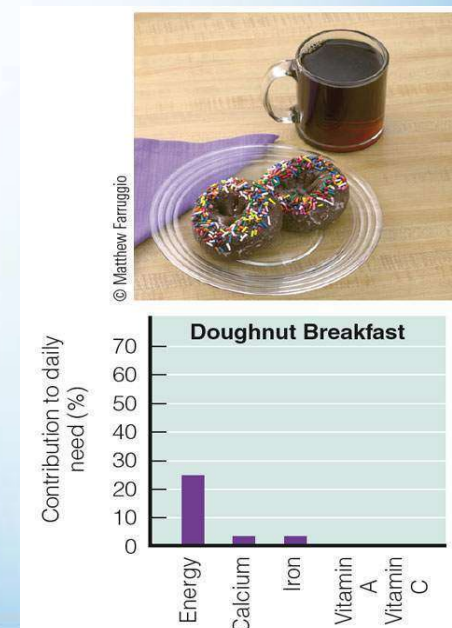 © Matthew Farruggio
Doughnut Breakfast
Contribution to daily
need (%)
70
60
50
40
30
20
10
0
Energy
Calcium
Iron
Vitamin
A
Vitamin
C